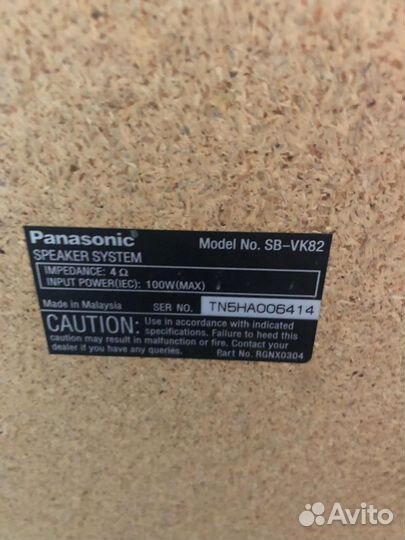 Panasonic Model No. SB-VK82
SPEAKER SYSTEM
IMPEDANCE: 4 Ω
INPUT POWER(IEC): 100W(MAX)
Made in Malaysia SER NO. TN5HA006414
CAUTION: Use in accordance with indicated
specifications. Failure to heed this
caution may result in malfunction or fire. Contact your
dealer if you have any queries. Part No. RGNX0304
Avito